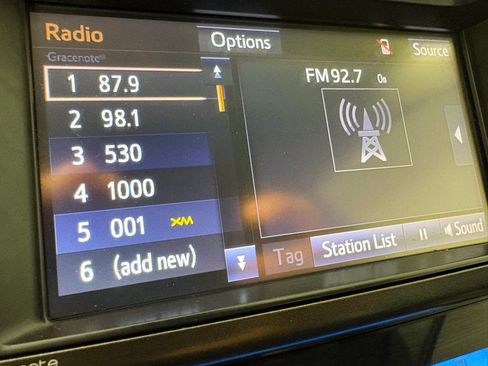 Radio
Options
Source
Gracenote®
1 87.9
2 98.1
3 530
4 1000
5 001 XM
6 (add new)
FM 92.7
Tag
Station List
Sound